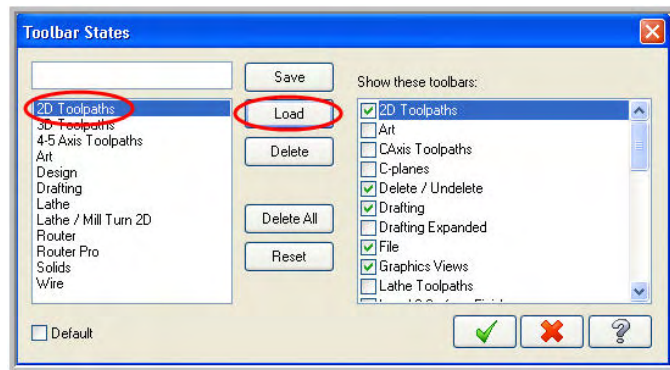 Toolbar States
Save
Load
Delete
Delete All
Reset
2D Toolpaths
3D Toolpaths
4-5 Axis Toolpaths
Art
Design
Drafting
Lathe
Lathe / Mill Turn 2D
Router
Router Pro
Solids
Wire
Default
Show these toolbars:
2D Toolpaths
Art
CAxis Toolpaths
C-planes
Delete / Undelete
Drafting
Drafting Expanded
File
Graphics Views
Lathe Toolpaths